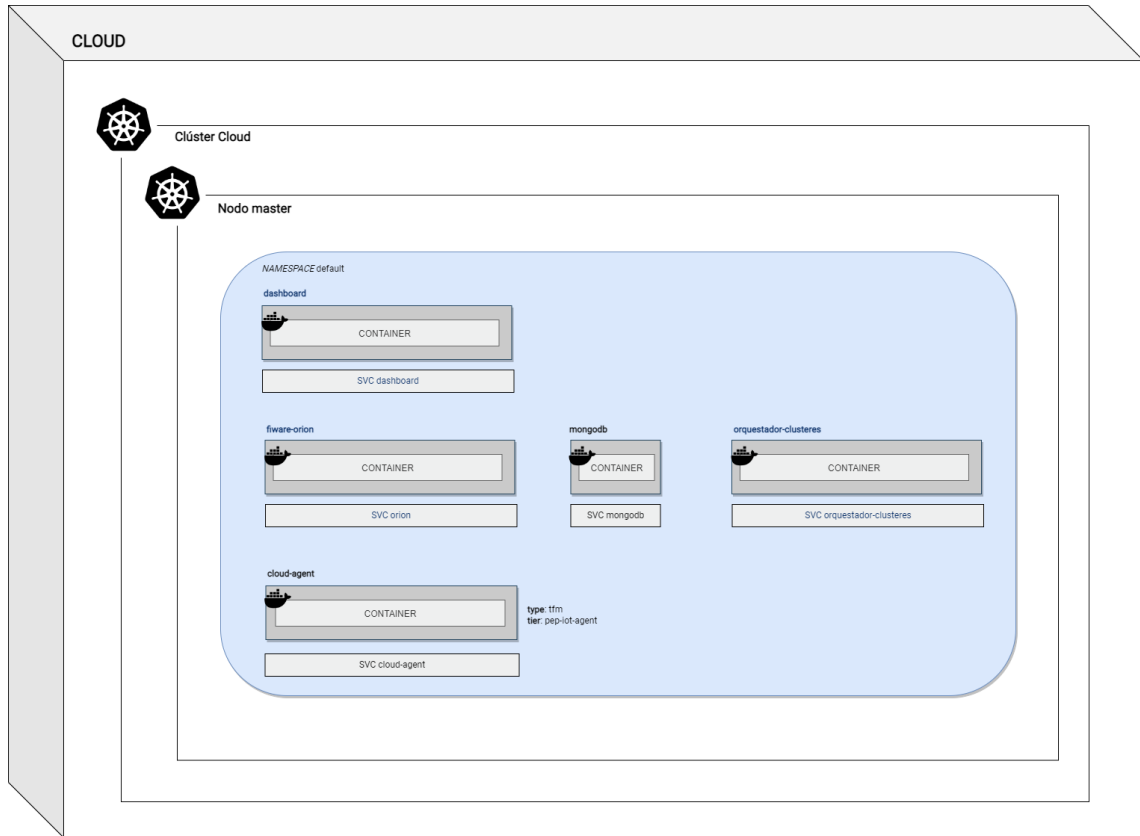 CLOUD
Clúster Cloud
Nodo master
NAMESPACE default
dashboard
CONTAINER
SVC dashboard
fiware-orion
CONTAINER
SVC orion
mongodb
CONTAINER
SVC mongodb
orquestador-clusteres
CONTAINER
SVC orquestador-clusteres
cloud-agent
CONTAINER
type: tfm
tier: pep-iot-agent
SVC cloud-agent